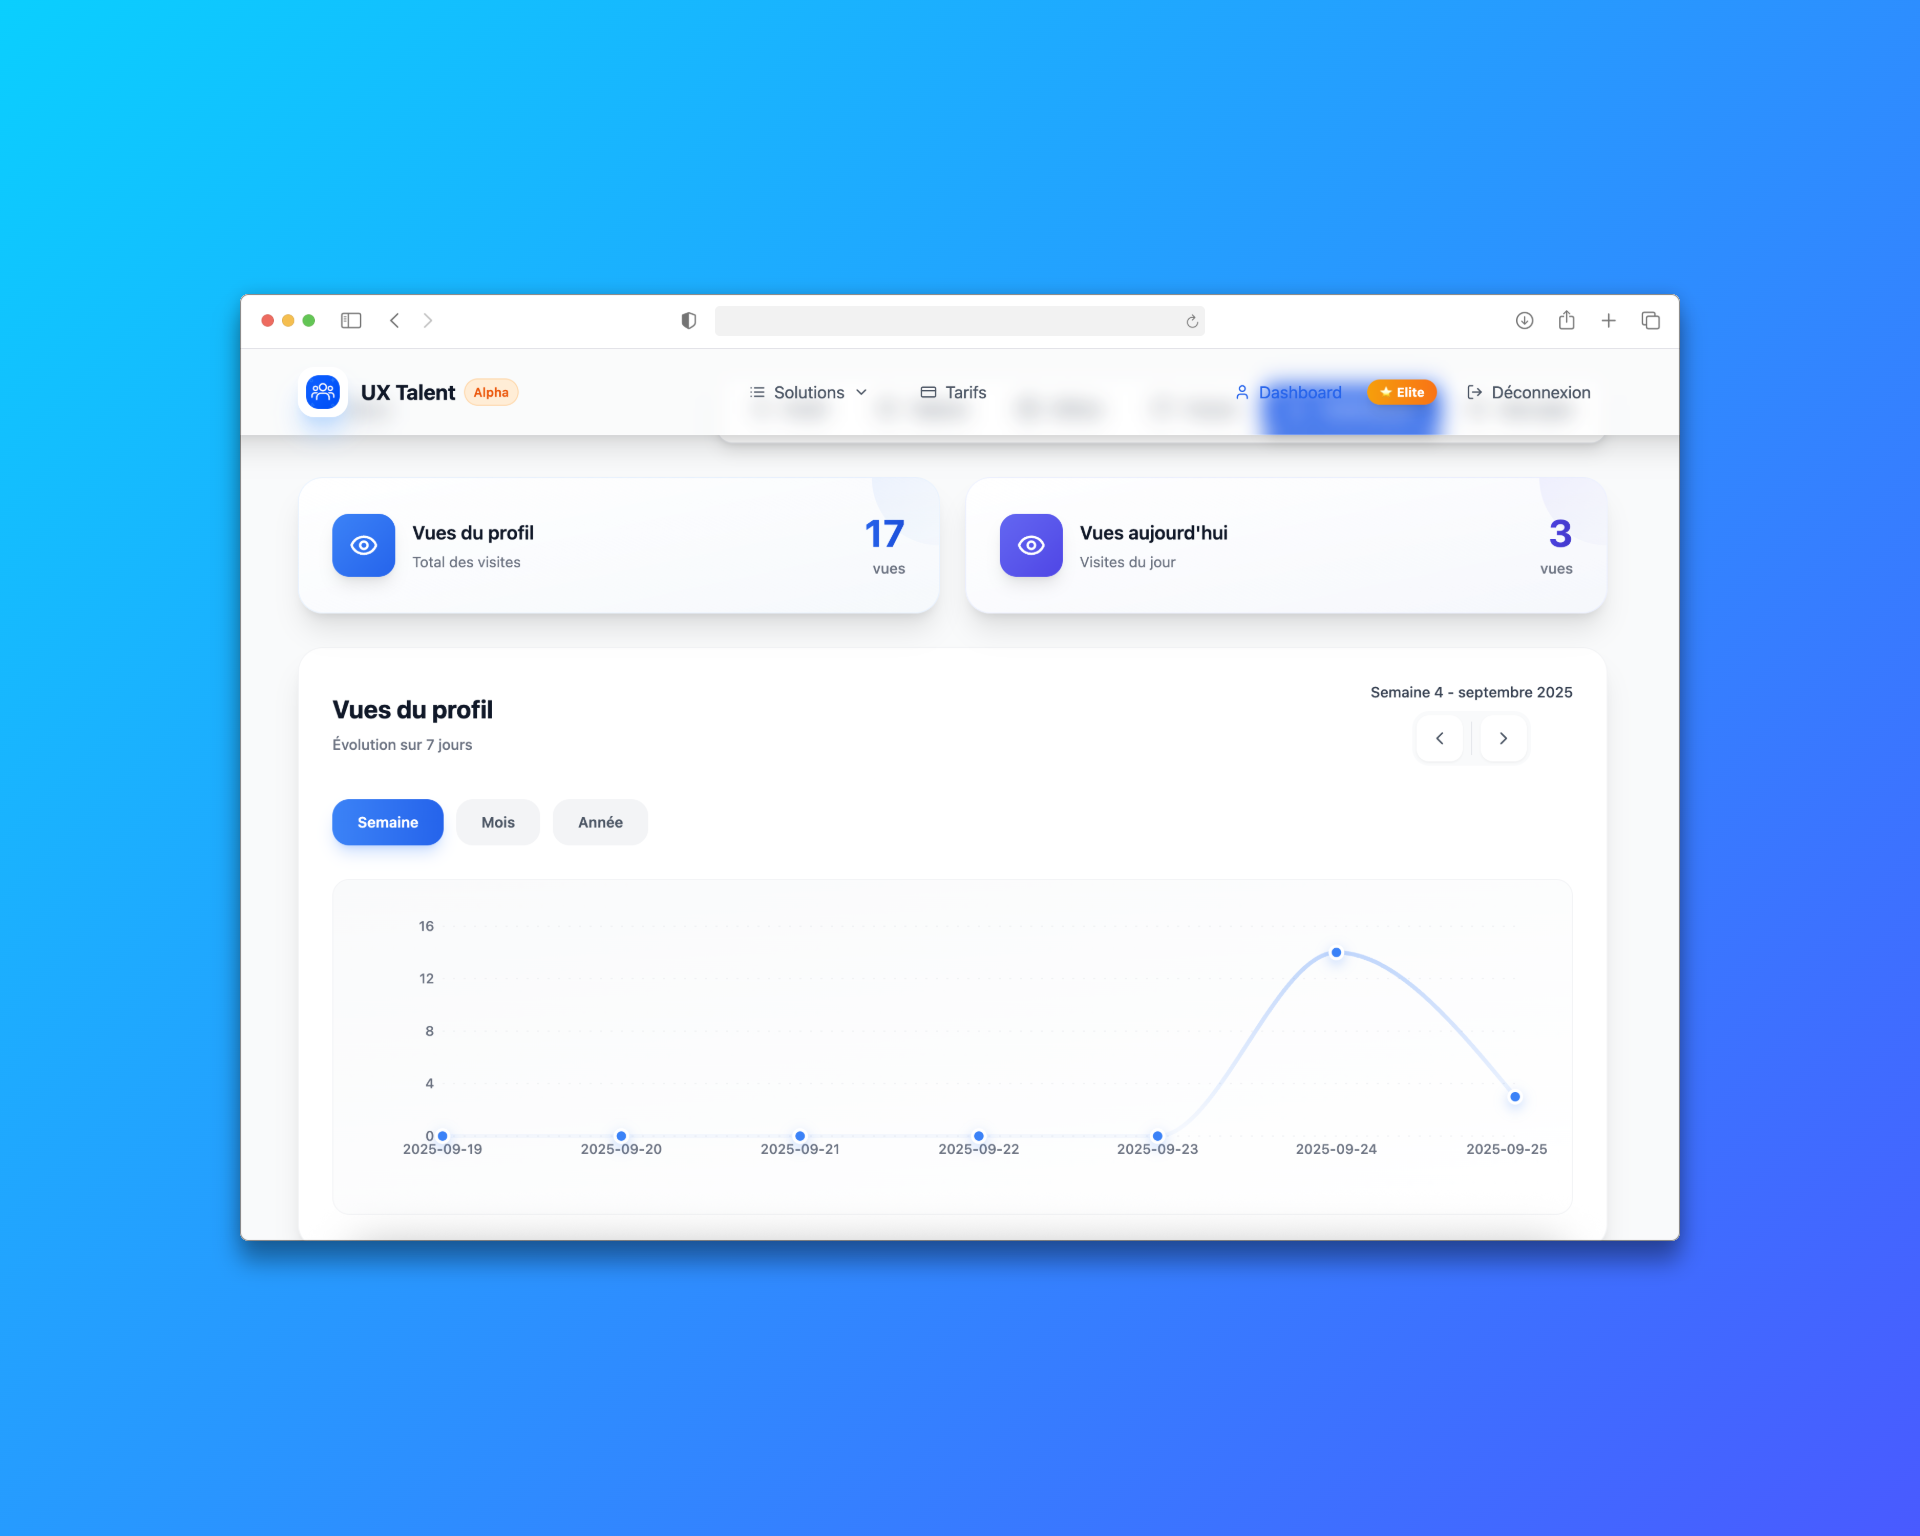 UX Talent Alpha Solutions Tarifs Dashboard Elite Déconnexion
Vues du profil
Total des visites
17
vues
Vues aujourd'hui
Visites du jour
3
vues
Vues du profil
Évolution sur 7 jours
Semaine 4 - septembre 2025
Semaine Mois Année
16
12
8
4
0
2025-09-19 2025-09-20 2025-09-21 2025-09-22 2025-09-23 2025-09-24 2025-09-25